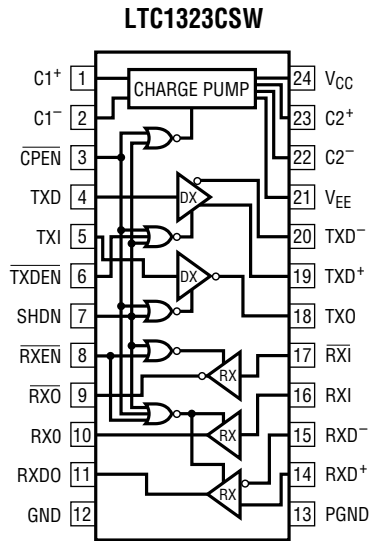 LTC1323CSW
C1+ 1
C1– 2
CPEN 3
TXD 4
TXI 5
TXDEN 6
SHDN 7
RXEN 8
RXO 9
RX0 10
RXDO 11
GND 12
CHARGE PUMP
DX
DX
RX
RX
RX
24 VCC
23 C2+
22 C2–
21 VEE
20 TXD–
19 TXD+
18 TXO
17 RXI
16 RXI
15 RXD–
14 RXD+
13 PGND